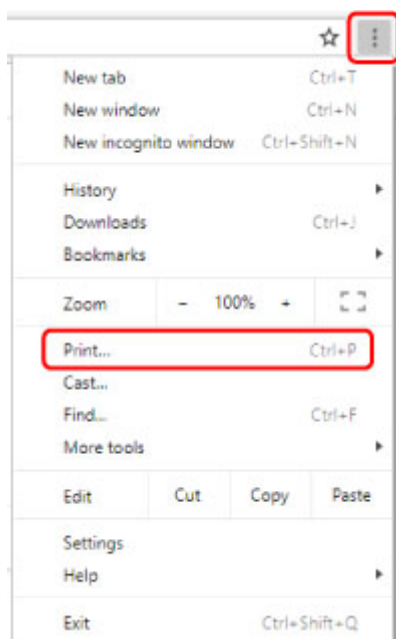 New tab Ctrl+T
New window Ctrl+N
New incognito window Ctrl+Shift+N
History
Downloads Ctrl+J
Bookmarks
Zoom - 100% +
Print... Ctrl+P
Cast...
Find... Ctrl+F
More tools
Edit Cut Copy Paste
Settings
Help
Exit Ctrl+Shift+Q